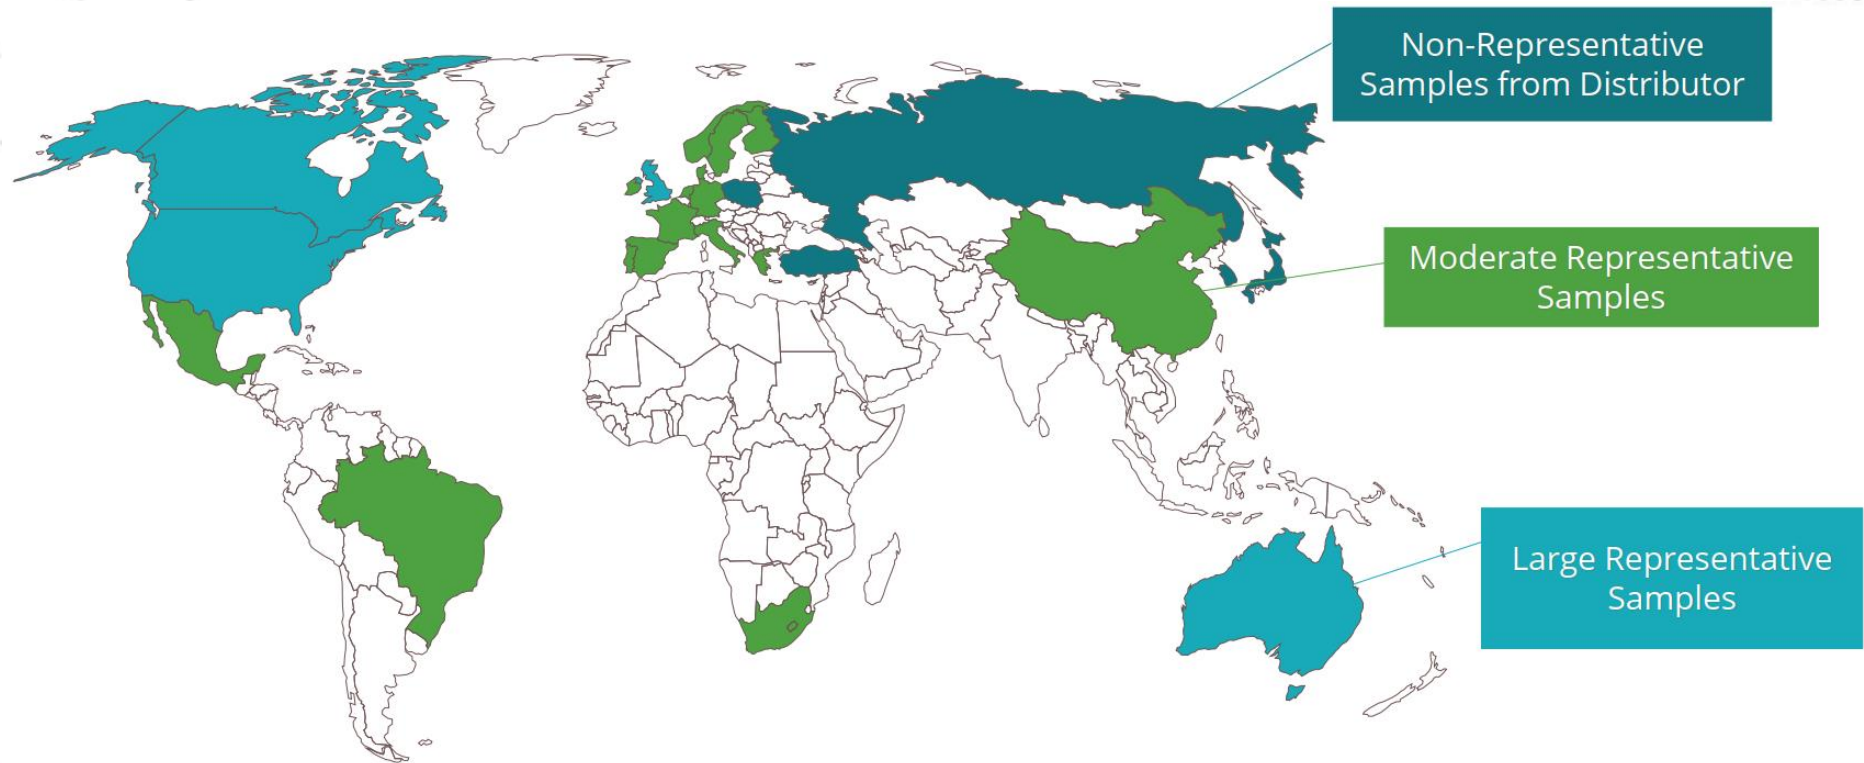 Non-Representative
Samples from Distributor
Moderate Representative
Samples
Large Representative
Samples